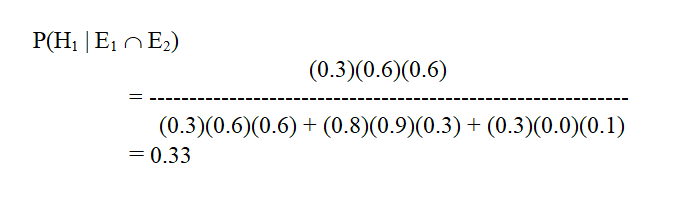 P(H₁ | E₁ ∩ E₂)
(0.3)(0.6)(0.6)
= ------------------------------------------------------------
(0.3)(0.6)(0.6) + (0.8)(0.9)(0.3) + (0.3)(0.0)(0.1)
= 0.33